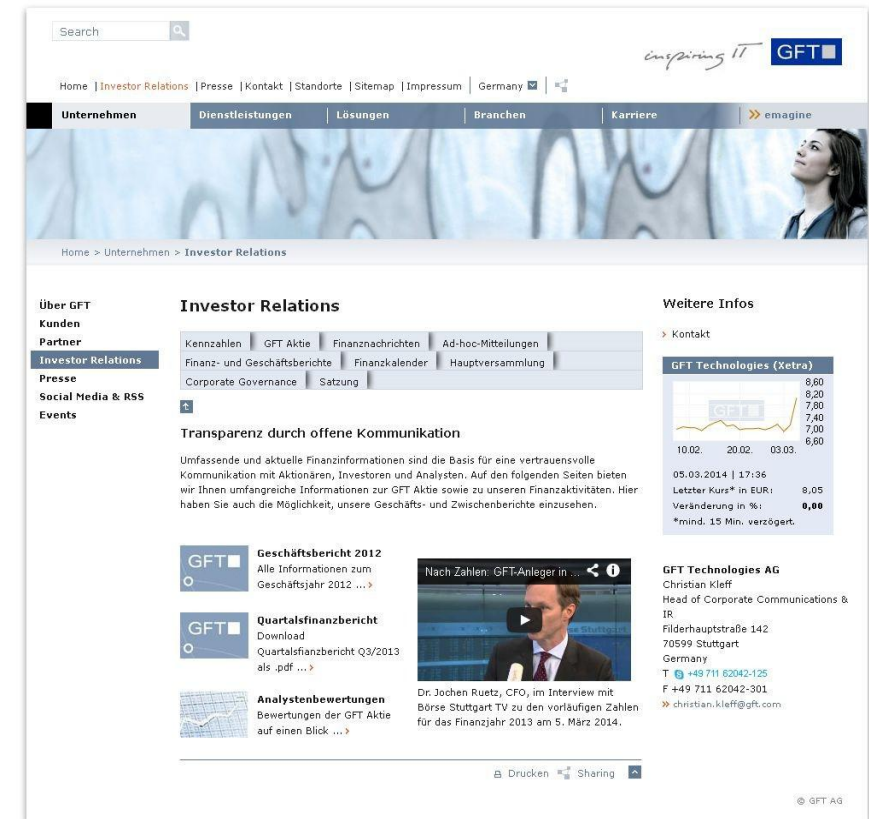 Search
inspiring IT GFT
Home | Investor Relations | Presse | Kontakt | Standorte | Sitemap | Impressum | Germany
Unternehmen Dienstleistungen Lösungen Branchen Karriere >> emagine
Home > Unternehmen > Investor Relations
Über GFT
Kunden
Partner
Investor Relations
Presse
Social Media & RSS
Events
Investor Relations
Kennzahlen GFT Aktie Finanznachrichten Ad-hoc-Mitteilungen
Finanz- und Geschäftsberichte Finanzkalender Hauptversammlung
Corporate Governance Satzung
Transparenz durch offene Kommunikation
Umfassende und aktuelle Finanzinformationen sind die Basis für eine vertrauensvolle
Kommunikation mit Aktionären, Investoren und Analysten. Auf den folgenden Seiten bieten
wir Ihnen umfangreiche Informationen zur GFT Aktie sowie zu unseren Finanzaktivitäten. Hier
haben Sie auch die Möglichkeit, unsere Geschäfts- und Zwischenberichte einzusehen.
GFT
Geschäftsbericht 2012
Alle Informationen zum
Geschäftsjahr 2012 ... >
GFT
Quartalsfinanzbericht
Download
Quartalsfianzbericht Q3/2013
als .pdf ... >
Analystenbewertungen
Bewertungen der GFT Aktie
auf einen Blick ... >
Nach Zahlen: GFT-Anleger in ...
Dr. Jochen Ruetz, CFO, im Interview mit
Börse Stuttgart TV zu den vorläufigen Zahlen
für das Finanzjahr 2013 am 5. März 2014.
Drucken Sharing
Weitere Infos
> Kontakt
GFT Technologies (Xetra)
GFT
8,60
8,20
7,80
7,40
7,00
6,60
10.02. 20.02. 03.03.
05.03.2014 | 17:36
Letzter Kurs* in EUR: 8,05
Veränderung in %: 0,00
*mind. 15 Min. verzögert.
GFT Technologies AG
Christian Kleff
Head of Corporate Communications &
IR
Filderhauptstraße 142
70599 Stuttgart
Germany
T +49 711 62042-125
F +49 711 62042-301
>> christian.kleff@gft.com
© GFT AG